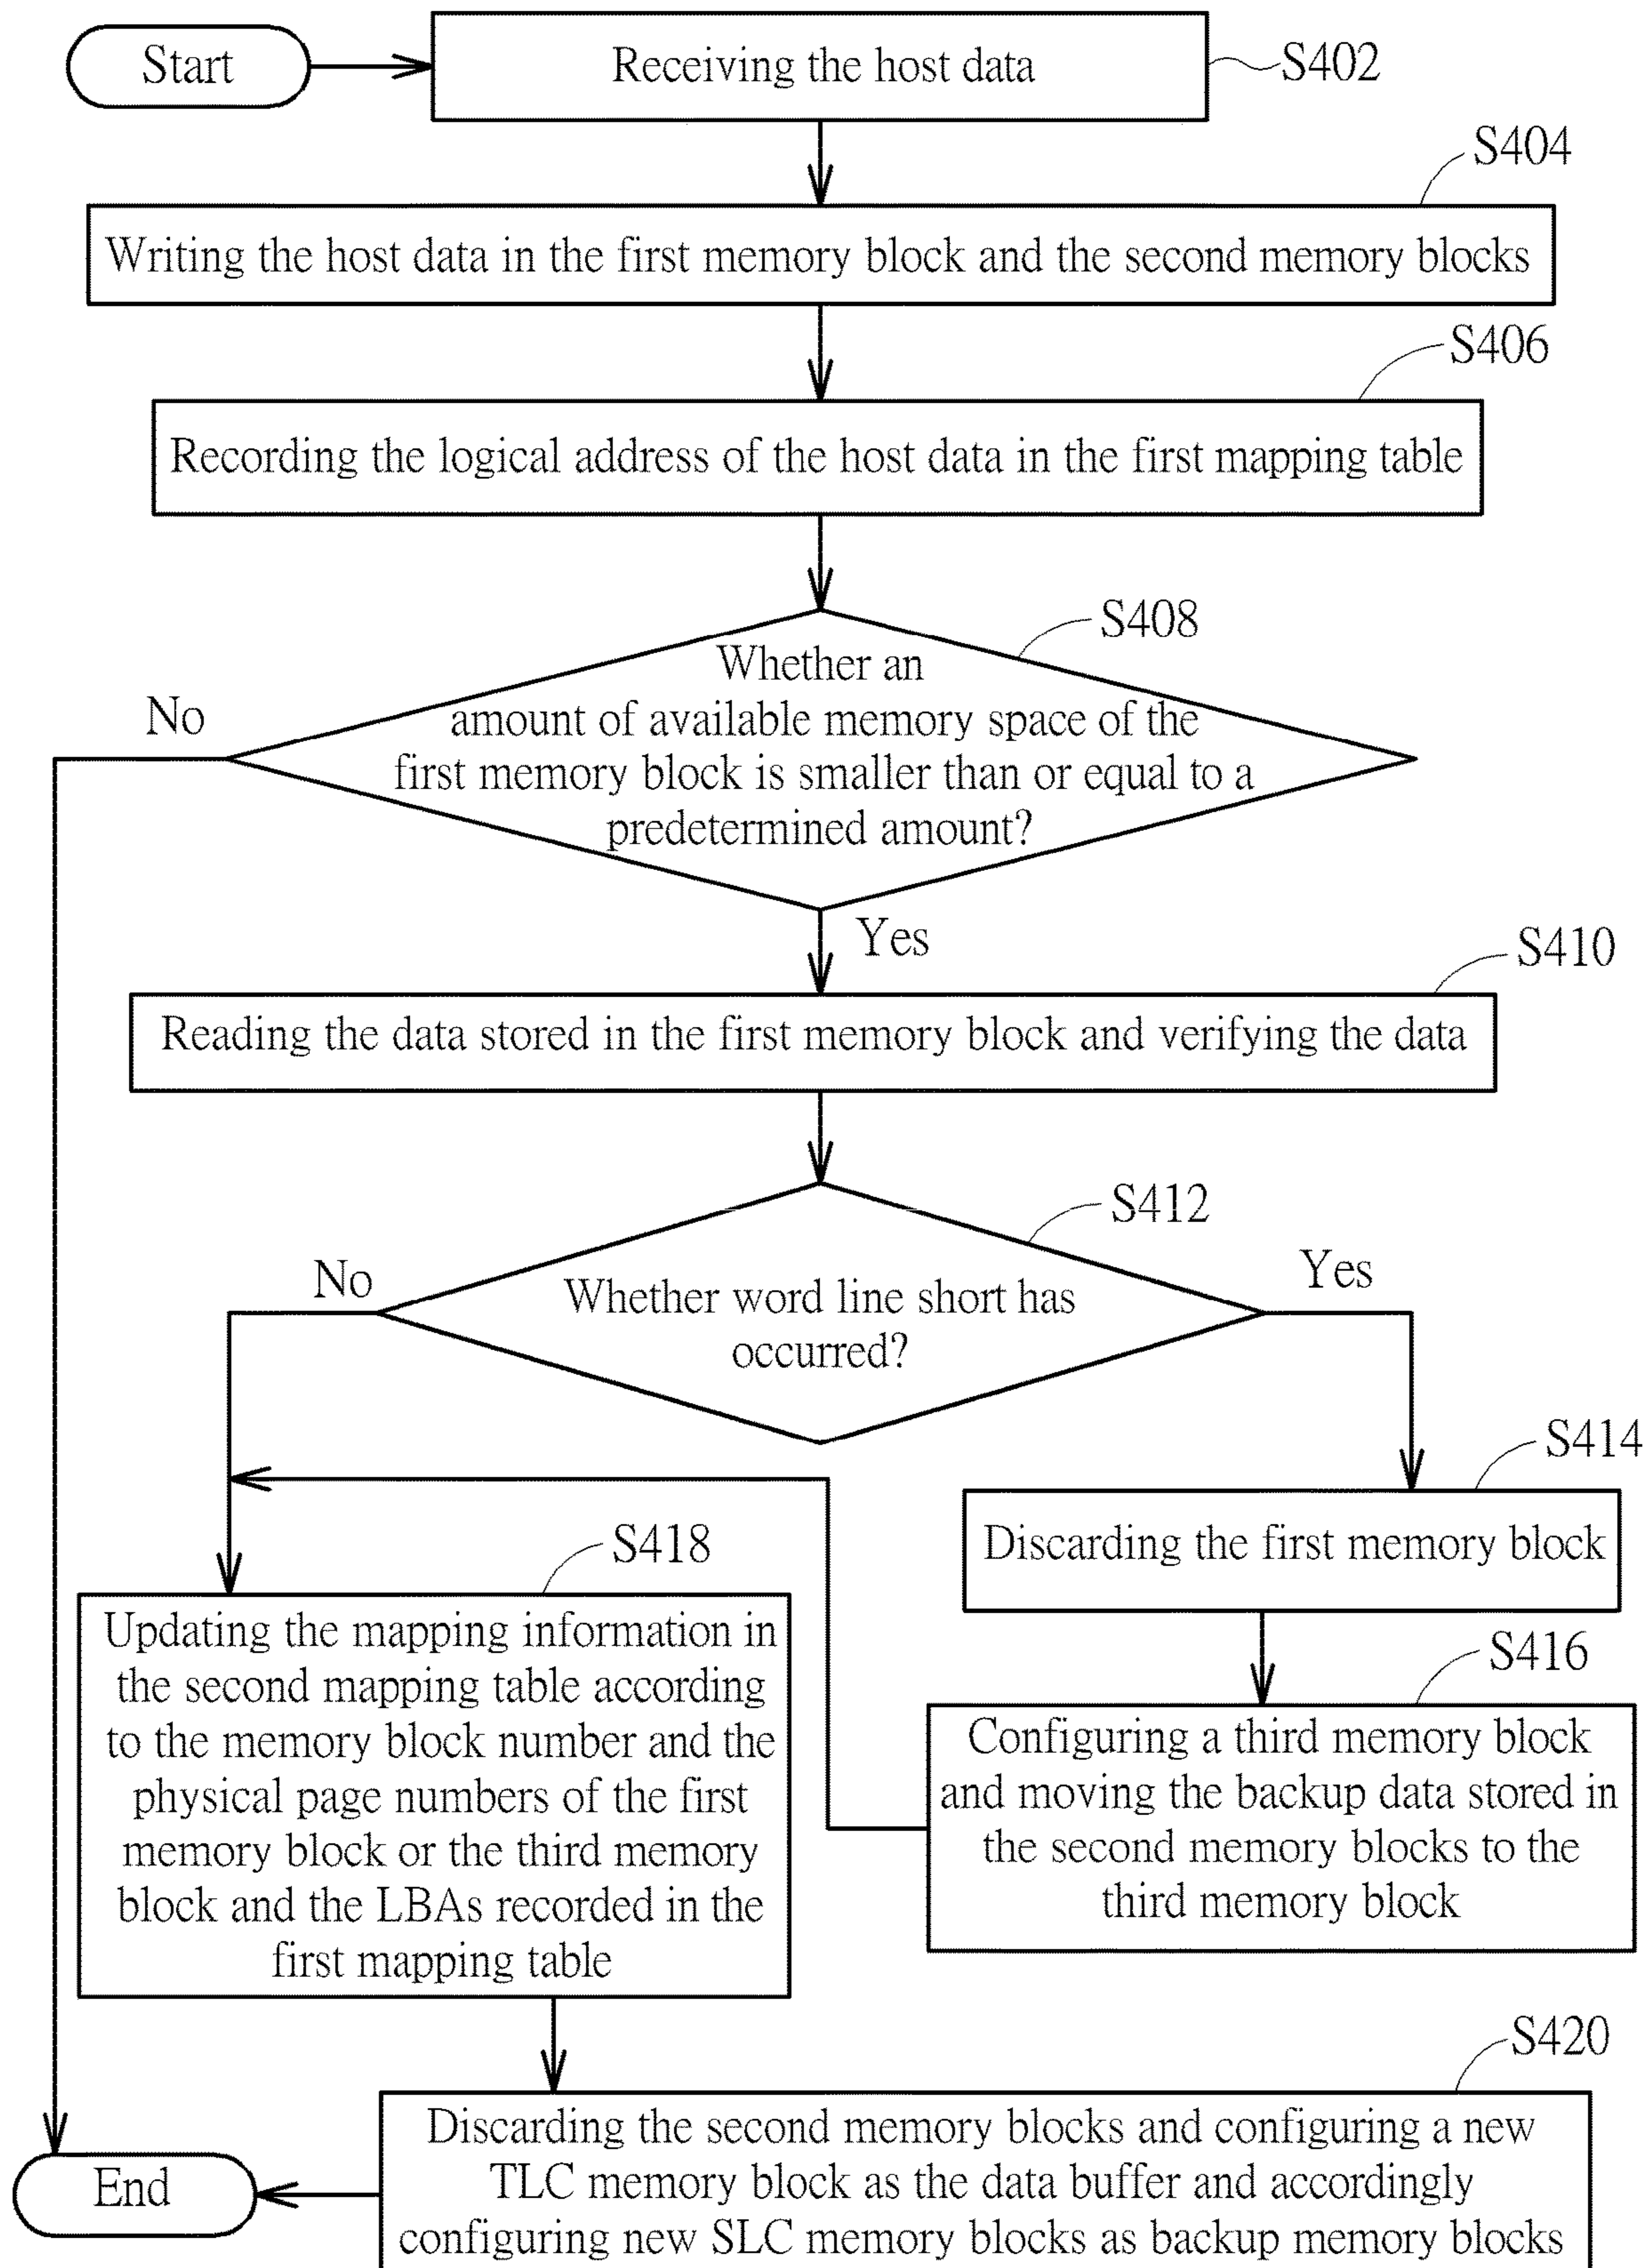 Start
Receiving the host data
S402
S404
Writing the host data in the first memory block and the second memory blocks
S406
Recording the logical address of the host data in the first mapping table
S408
Whether an
amount of available memory space of the
first memory block is smaller than or equal to a
predetermined amount?
No
Yes
S410
Reading the data stored in the first memory block and verifying the data
S412
Whether word line short has
occurred?
No
Yes
S414
Discarding the first memory block
S416
Configuring a third memory block
and moving the backup data stored in
the second memory blocks to the
third memory block
S418
Updating the mapping information in
the second mapping table according
to the memory block number and the
physical page numbers of the first
memory block or the third memory
block and the LBAs recorded in the
first mapping table
S420
Discarding the second memory blocks and configuring a new
TLC memory block as the data buffer and accordingly
configuring new SLC memory blocks as backup memory blocks
End